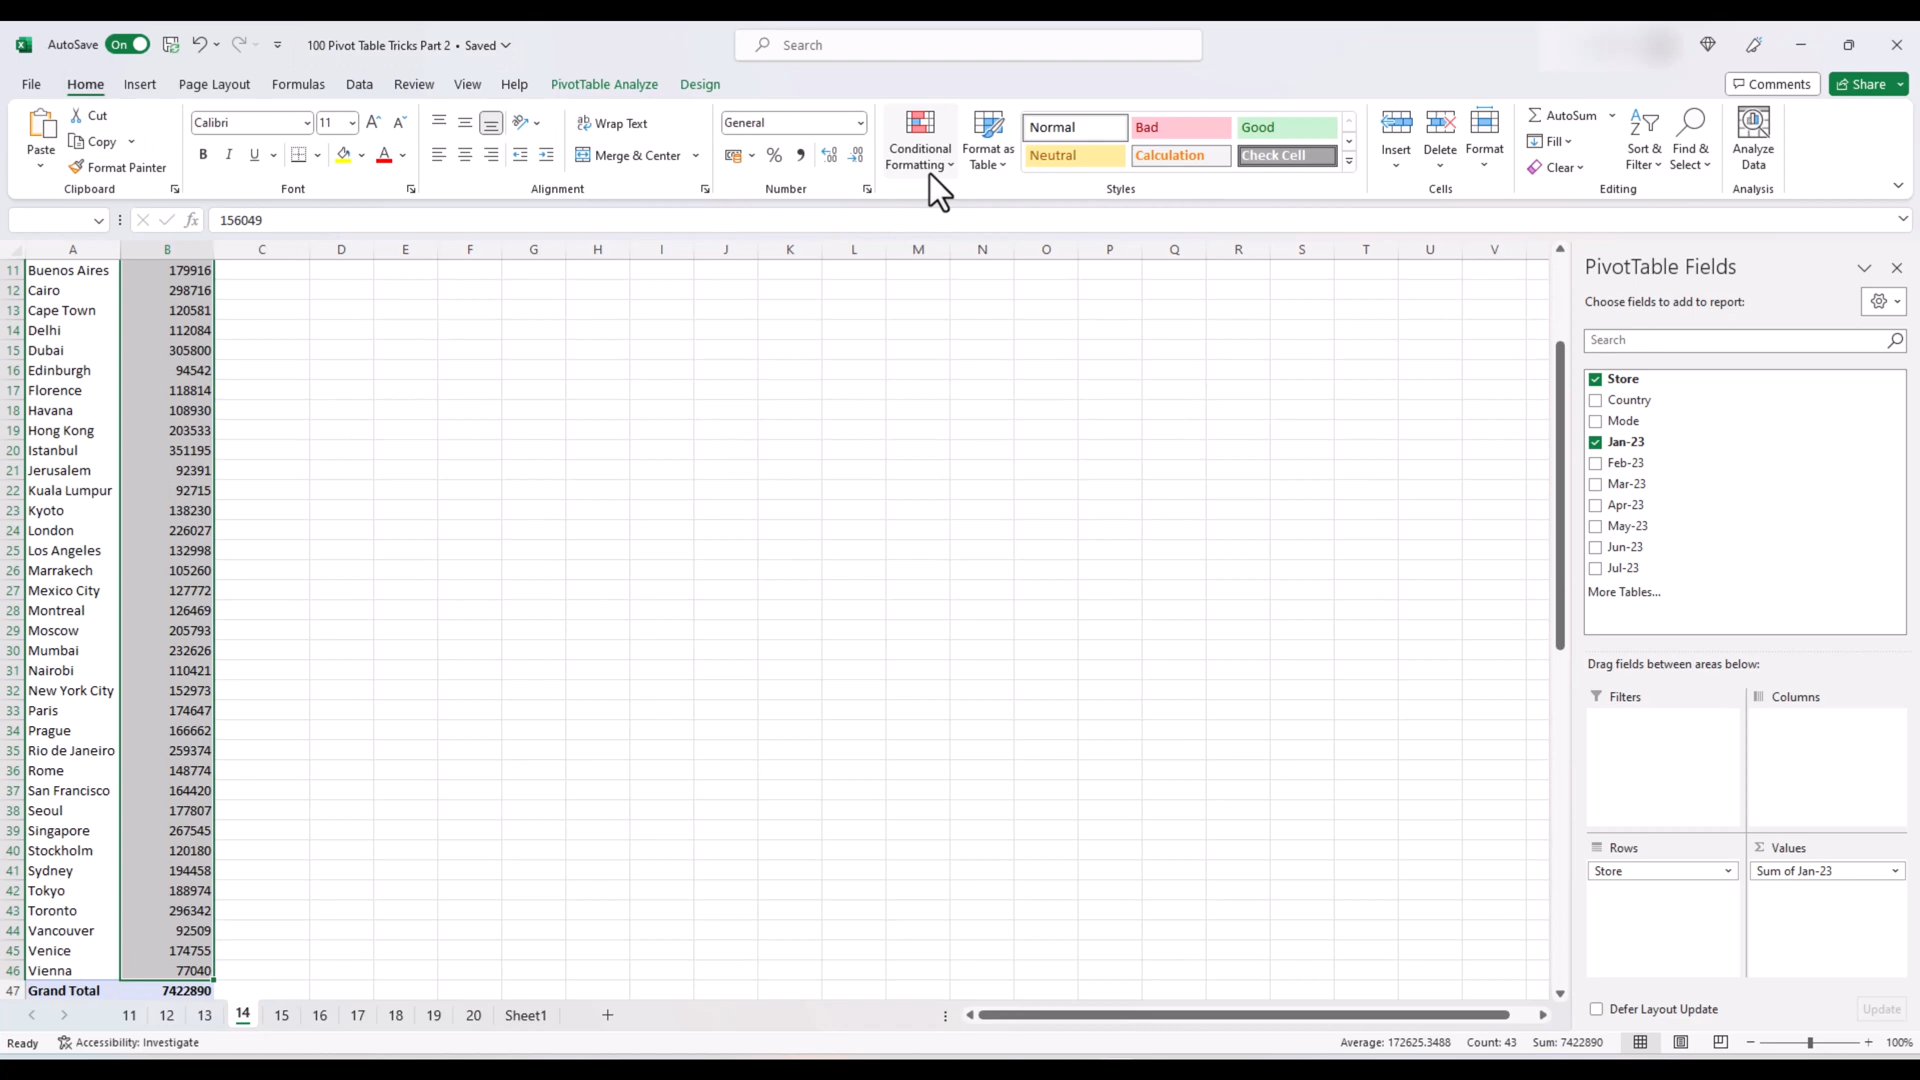 AutoSave On 100 Pivot Table Tricks Part 2 • Saved Search
File Home Insert Page Layout Formulas Data Review View Help PivotTable Analyze Design Comments Share
Paste Cut Copy Format Painter Clipboard
Calibri 11 B I U A Font
Wrap Text Merge & Center Alignment
General % Number
Conditional Formatting Format as Table Normal Bad Good Neutral Calculation Check Cell Styles
Insert Delete Format Cells
AutoSum Fill Clear Sort & Filter Find & Select Editing
Analyze Data Analysis
fx 156049
A B C D E F G H I J K L M N O P Q R S T U V
11 Buenos Aires 179916
12 Cairo 298716
13 Cape Town 120581
14 Delhi 112084
15 Dubai 305800
16 Edinburgh 94542
17 Florence 118814
18 Havana 108930
19 Hong Kong 203533
20 Istanbul 351195
21 Jerusalem 92391
22 Kuala Lumpur 92715
23 Kyoto 138230
24 London 226027
25 Los Angeles 132998
26 Marrakech 105260
27 Mexico City 127772
28 Montreal 126469
29 Moscow 205793
30 Mumbai 232626
31 Nairobi 110421
32 New York City 152973
33 Paris 174647
34 Prague 166662
35 Rio de Janeiro 259374
36 Rome 148774
37 San Francisco 164420
38 Seoul 177807
39 Singapore 267545
40 Stockholm 120180
41 Sydney 194458
42 Tokyo 188974
43 Toronto 296342
44 Vancouver 92509
45 Venice 174755
46 Vienna 77040
47 Grand Total 7422890
PivotTable Fields
Choose fields to add to report:
Search
Store
Country
Mode
Jan-23
Feb-23
Mar-23
Apr-23
May-23
Jun-23
Jul-23
More Tables...
Drag fields between areas below:
Filters Columns
Rows Σ Values
Store Sum of Jan-23
Defer Layout Update Update
11 12 13 14 15 16 17 18 19 20 Sheet1
Ready Accessibility: Investigate Average: 172625.3488 Count: 43 Sum: 7422890 100%